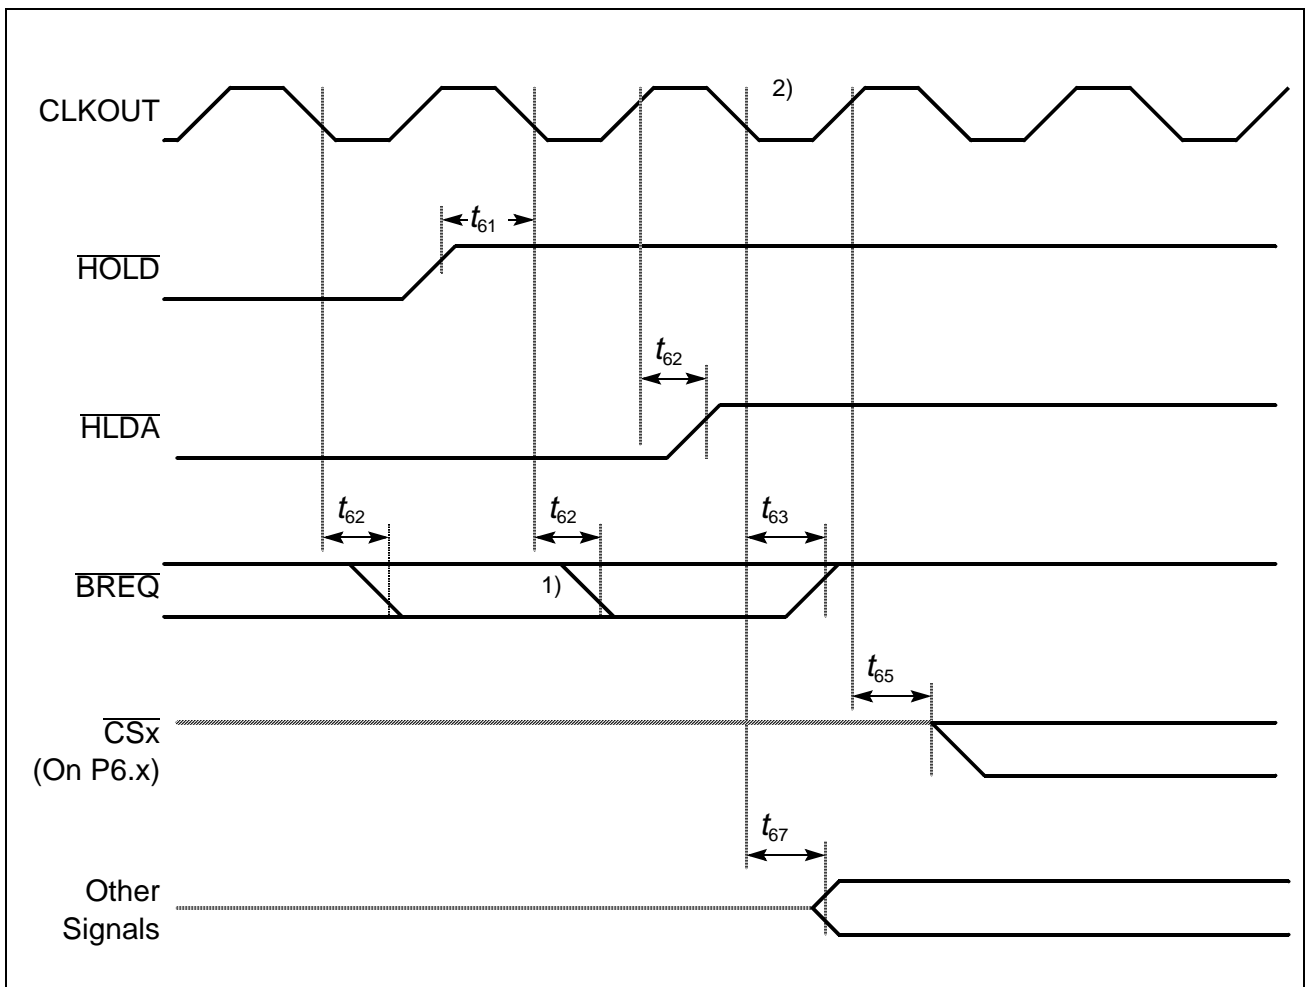 2)
CLKOUT
t61
HOLD
t62
HLDA
t62
t62
t63
BREQ
1)
t65
CSx
(On P6.x)
t67
Other
Signals